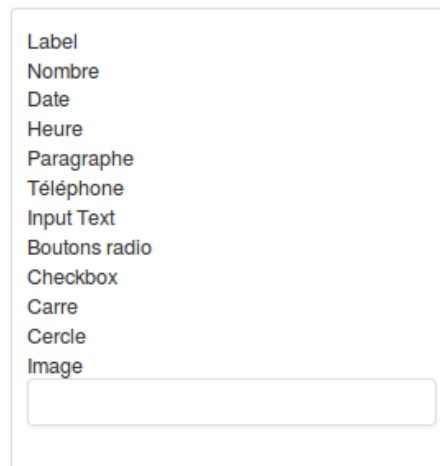 Label
Nombre
Date
Heure
Paragraphe
Téléphone
Input Text
Boutons radio
Checkbox
Carre
Cercle
Image